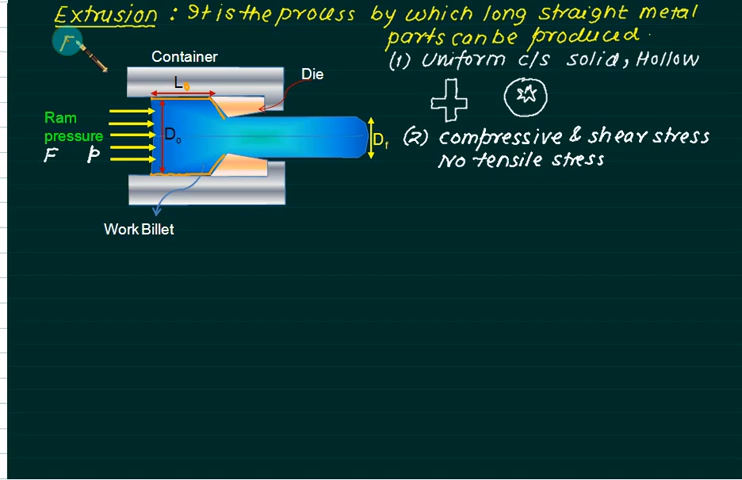 Extrusion : It is the process by which long straight metal
parts can be produced.
F
(1) Uniform c/s solid, Hollow
Container
Die
L0
Ram
pressure
F p
Do
Df
(2) compressive & shear stress
No tensile stress
Work Billet